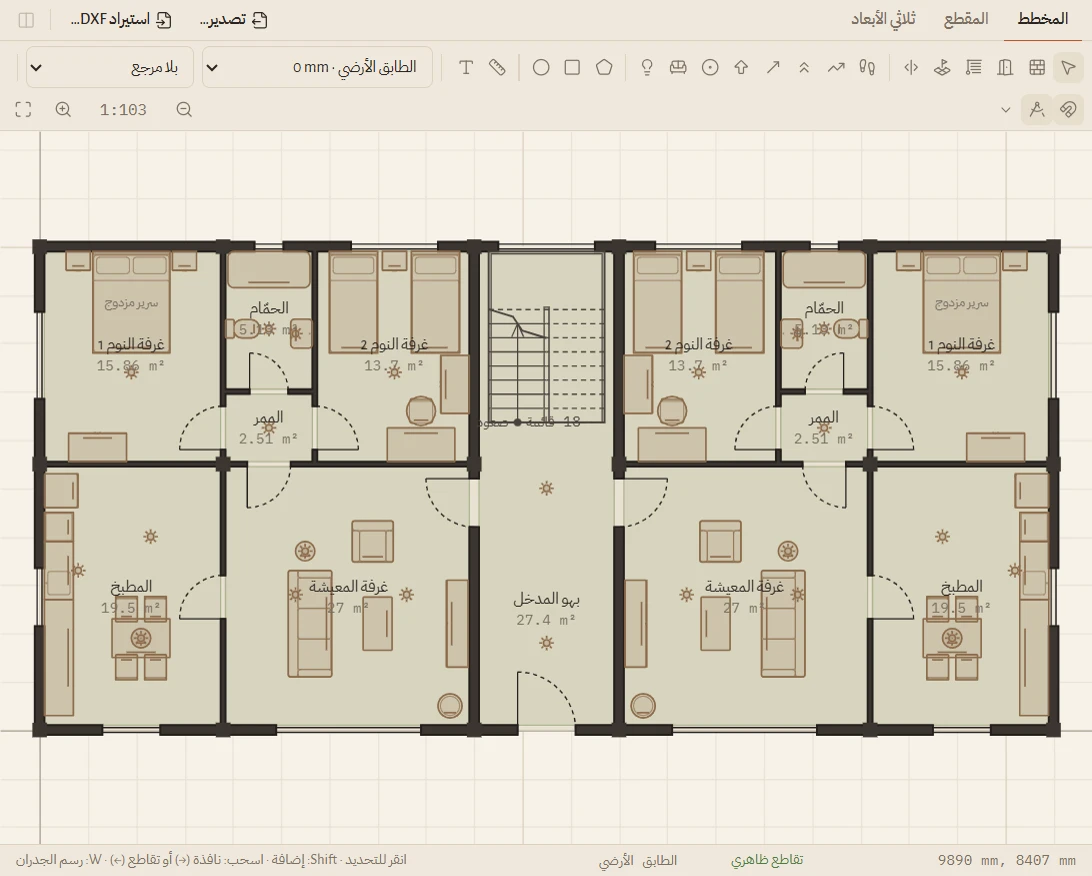 المخطط
المقطع
ثلاثي الأبعاد
تصدير...
استيراد DXF...
الطابق الأرضي · 0 mm
بلا مرجع
1:103
الحمّام
m²
سرير مزدوج
غرفة النوم 1
15.86 m²
غرفة النوم 2
13.7 m²
الممر
2.51 m²
18 قائمة صعود
غرفة النوم 2
13.7 m²
الحمّام
m²
الممر
2.51 m²
سرير مزدوج
غرفة النوم 1
15.86 m²
المطبخ
19.5 m²
غرفة المعيشة
27 m²
بهو المدخل
27.4 m²
غرفة المعيشة
27 m²
المطبخ
19.5 m²
انقر للتحديد · Shift: إضافة · اسحب: نافذة (→) أو تقاطع (←) · W: رسم الجدران
الطابق الأرضي
تقاطع ظاهري
9890 mm, 8407 mm